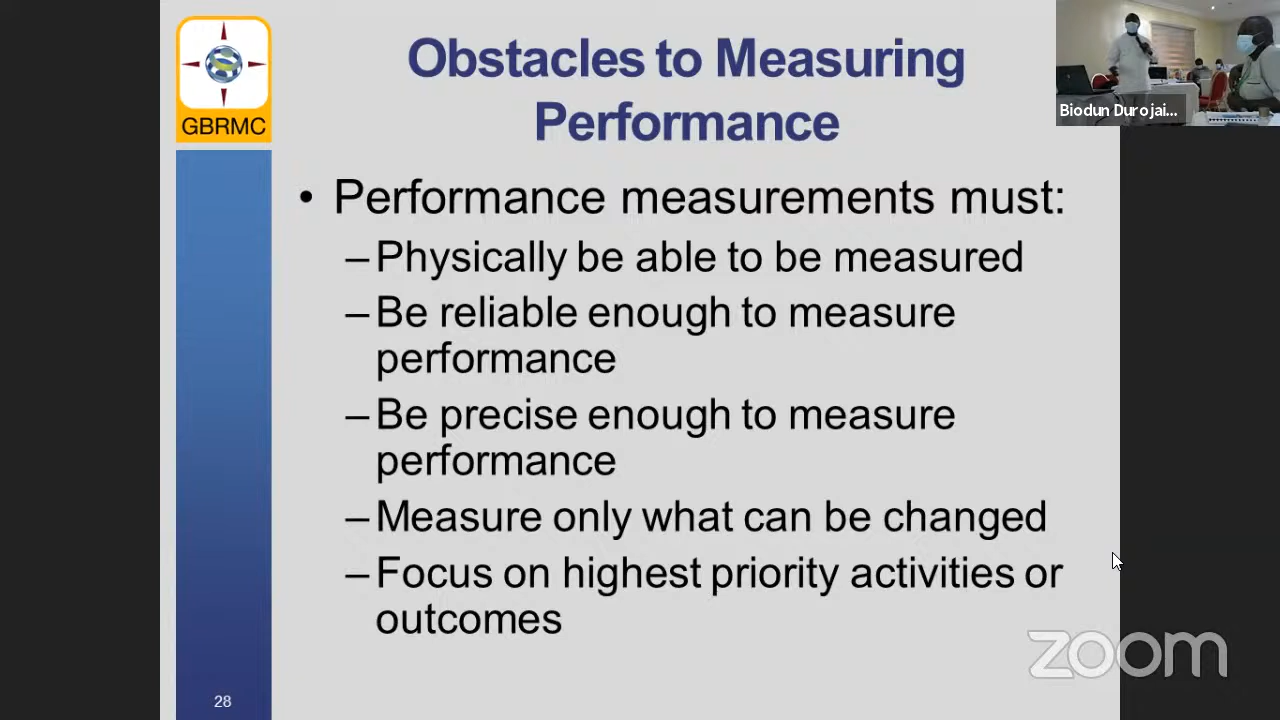 GBRMC
Obstacles to Measuring
Performance
• Performance measurements must:
–Physically be able to be measured
–Be reliable enough to measure
performance
–Be precise enough to measure
performance
–Measure only what can be changed
–Focus on highest priority activities or
outcomes
28
Biodun Durojai...
zoom